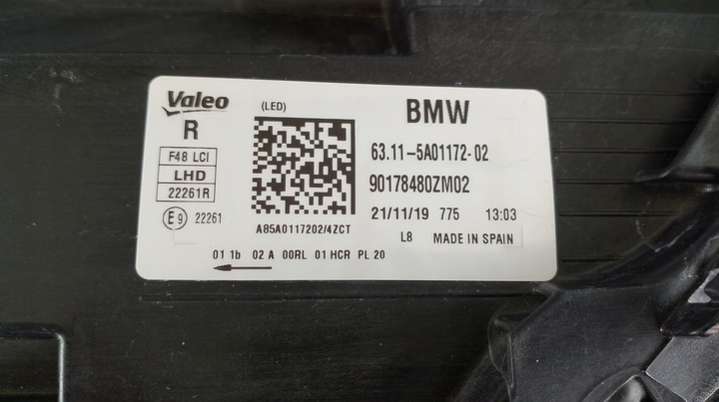 Valeo
(LED)
BMW
R
F48 LCI
LHD
22261R
E9 22261
63.11-5A01172-02
90178480ZM02
21/11/19 775 13:03
A85A0117202/4ZCT
L8 MADE IN SPAIN
01 1b 02 A 00RL 01 HCR PL 20